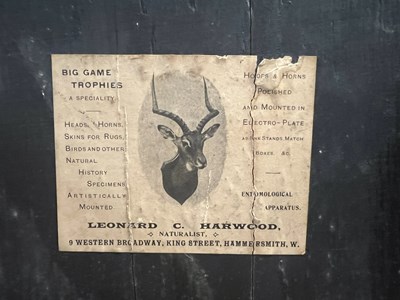 BIG GAME
TROPHIES
A SPECIALITY.
HEADS, HORNS,
SKINS FOR RUGS,
BIRDS AND OTHER
NATURAL
HISTORY
SPECIMENS
ARTISTICALLY
MOUNTED.
HOOFS & HORNS
POLISHED
AND MOUNTED IN
ELECTRO-PLATE
AS INK STANDS, MATCH
BOXES &C.
ENTOMOLOGICAL
APPARATUS.
LEONARD C. HARWOOD,
NATURALIST,
9 WESTERN BROADWAY, KING STREET, HAMMERSMITH, W.